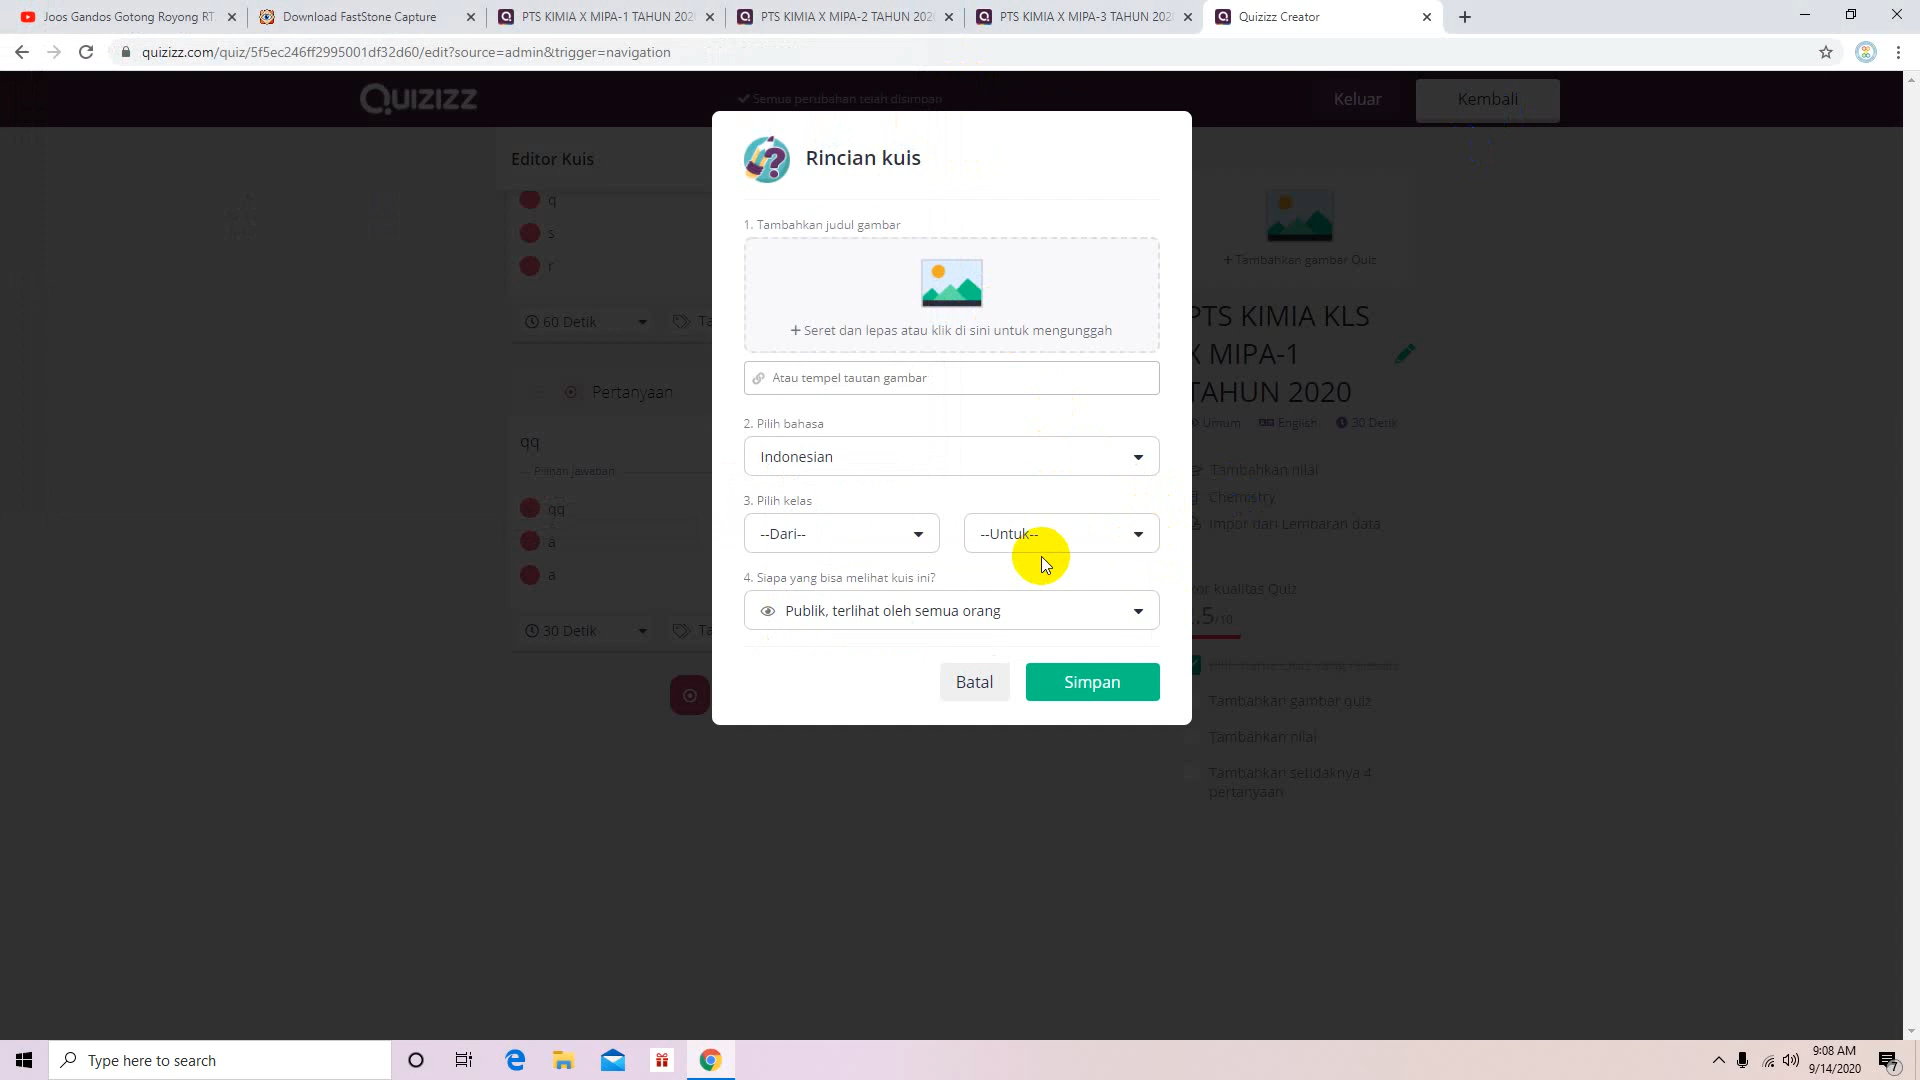 Joos Gandos Gotong Royong RT.
Download FastStone Capture
PTS KIMIA X MIPA-1 TAHUN 202
PTS KIMIA X MIPA-2 TAHUN 202
PTS KIMIA X MIPA-3 TAHUN 202
Quizizz Creator
quizizz.com/quiz/5f5ec246ff2995001df32d60/edit?source=admin&trigger=navigation
Quizizz
Semua perubahan telah disimpan
Keluar
Kembali
Editor Kuis
q
s
r
60 Detik
Ta
Pertanyaan
qq
Pilihan jawaban
qq
a
a
30 Detik
Ta
Rincian kuis
1. Tambahkan judul gambar
+ Seret dan lepas atau klik di sini untuk mengunggah
Atau tempel tautan gambar
2. Pilih bahasa
Indonesian
3. Pilih kelas
--Dari--
--Untuk--
4. Siapa yang bisa melihat kuis ini?
Publik, terlihat oleh semua orang
Batal
Simpan
+ Tambahkan gambar Quiz
PTS KIMIA KLS
X MIPA-1
TAHUN 2020
Umum
English
30 Detik
Tambahkan nilai
Chemistry
Impor dari Lembaran data
kor kualitas Quiz
.5/10
Tambahkan gambar quiz
Tambahkan nilai
Tambahkan setidaknya 4
pertanyaan
Type here to search
9:08 AM
9/14/2020
7